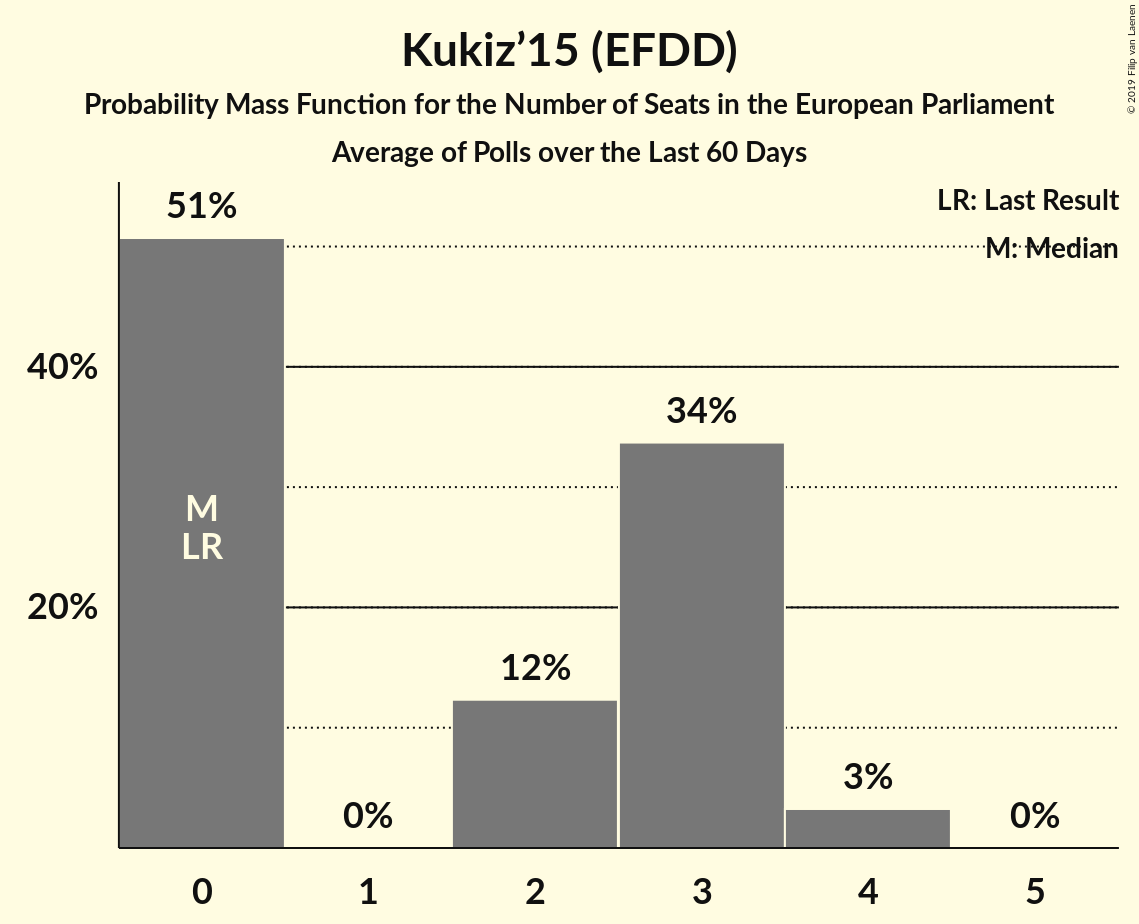 Kukiz’15 (EFDD)
Probability Mass Function for the Number of Seats in the European Parliament
Average of Polls over the Last 60 Days
© 2019 Filip van Laenen
LR: Last Result
M: Median
51%
40%
34%
M
LR
20%
12%
3%
0%
0%
0 1 2 3 4 5